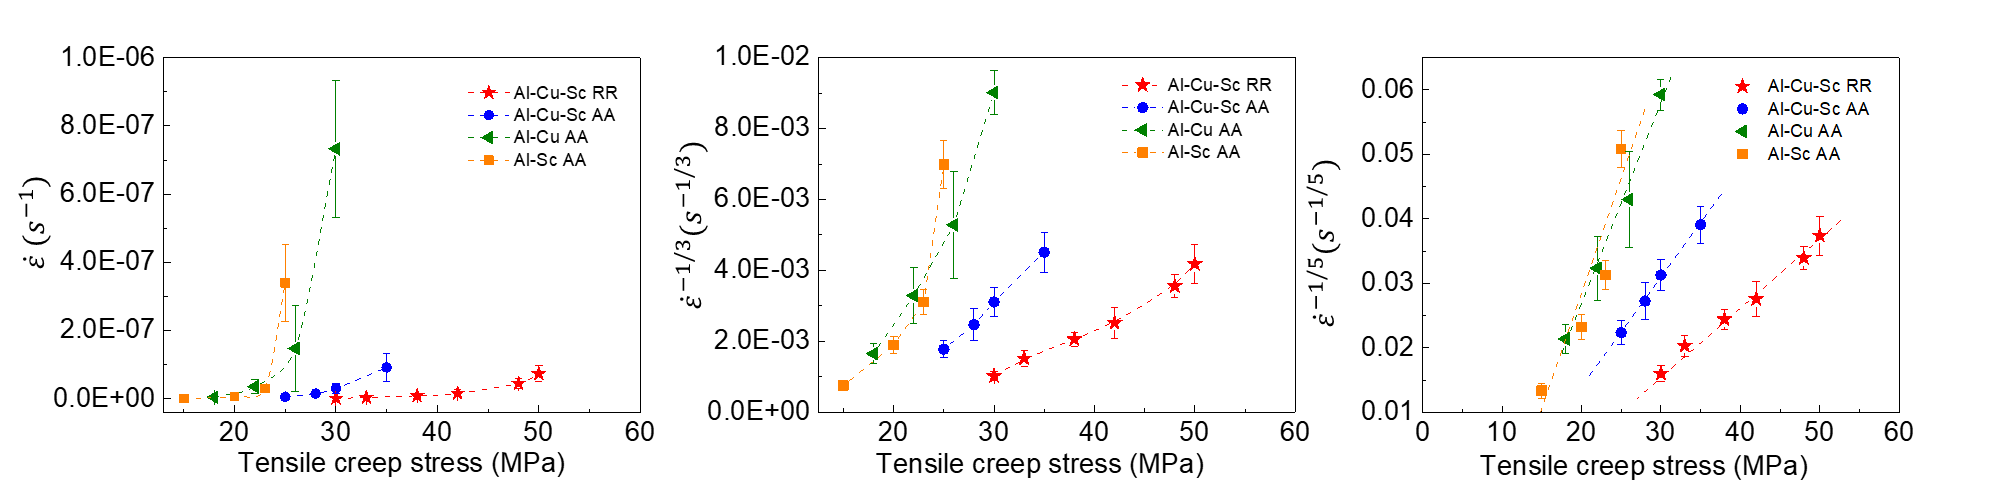 1.0E-06
8.0E-07
6.0E-07
4.0E-07
2.0E-07
0.0E+00
20 30 40 50 60
ε̇ (s⁻¹)
Tensile creep stress (MPa)
Al-Cu-Sc RR
Al-Cu-Sc AA
Al-Cu AA
Al-Sc AA
1.0E-02
8.0E-03
6.0E-03
4.0E-03
2.0E-03
0.0E+00
20 30 40 50 60
ε̇⁻¹/³(s⁻¹/³)
Tensile creep stress (MPa)
Al-Cu-Sc RR
Al-Cu-Sc AA
Al-Cu AA
Al-Sc AA
0.06
0.05
0.04
0.03
0.02
0.01
0 10 20 30 40 50 60
ε̇⁻¹/⁵(s⁻¹/⁵)
Tensile creep stress (MPa)
Al-Cu-Sc RR
Al-Cu-Sc AA
Al-Cu AA
Al-Sc AA